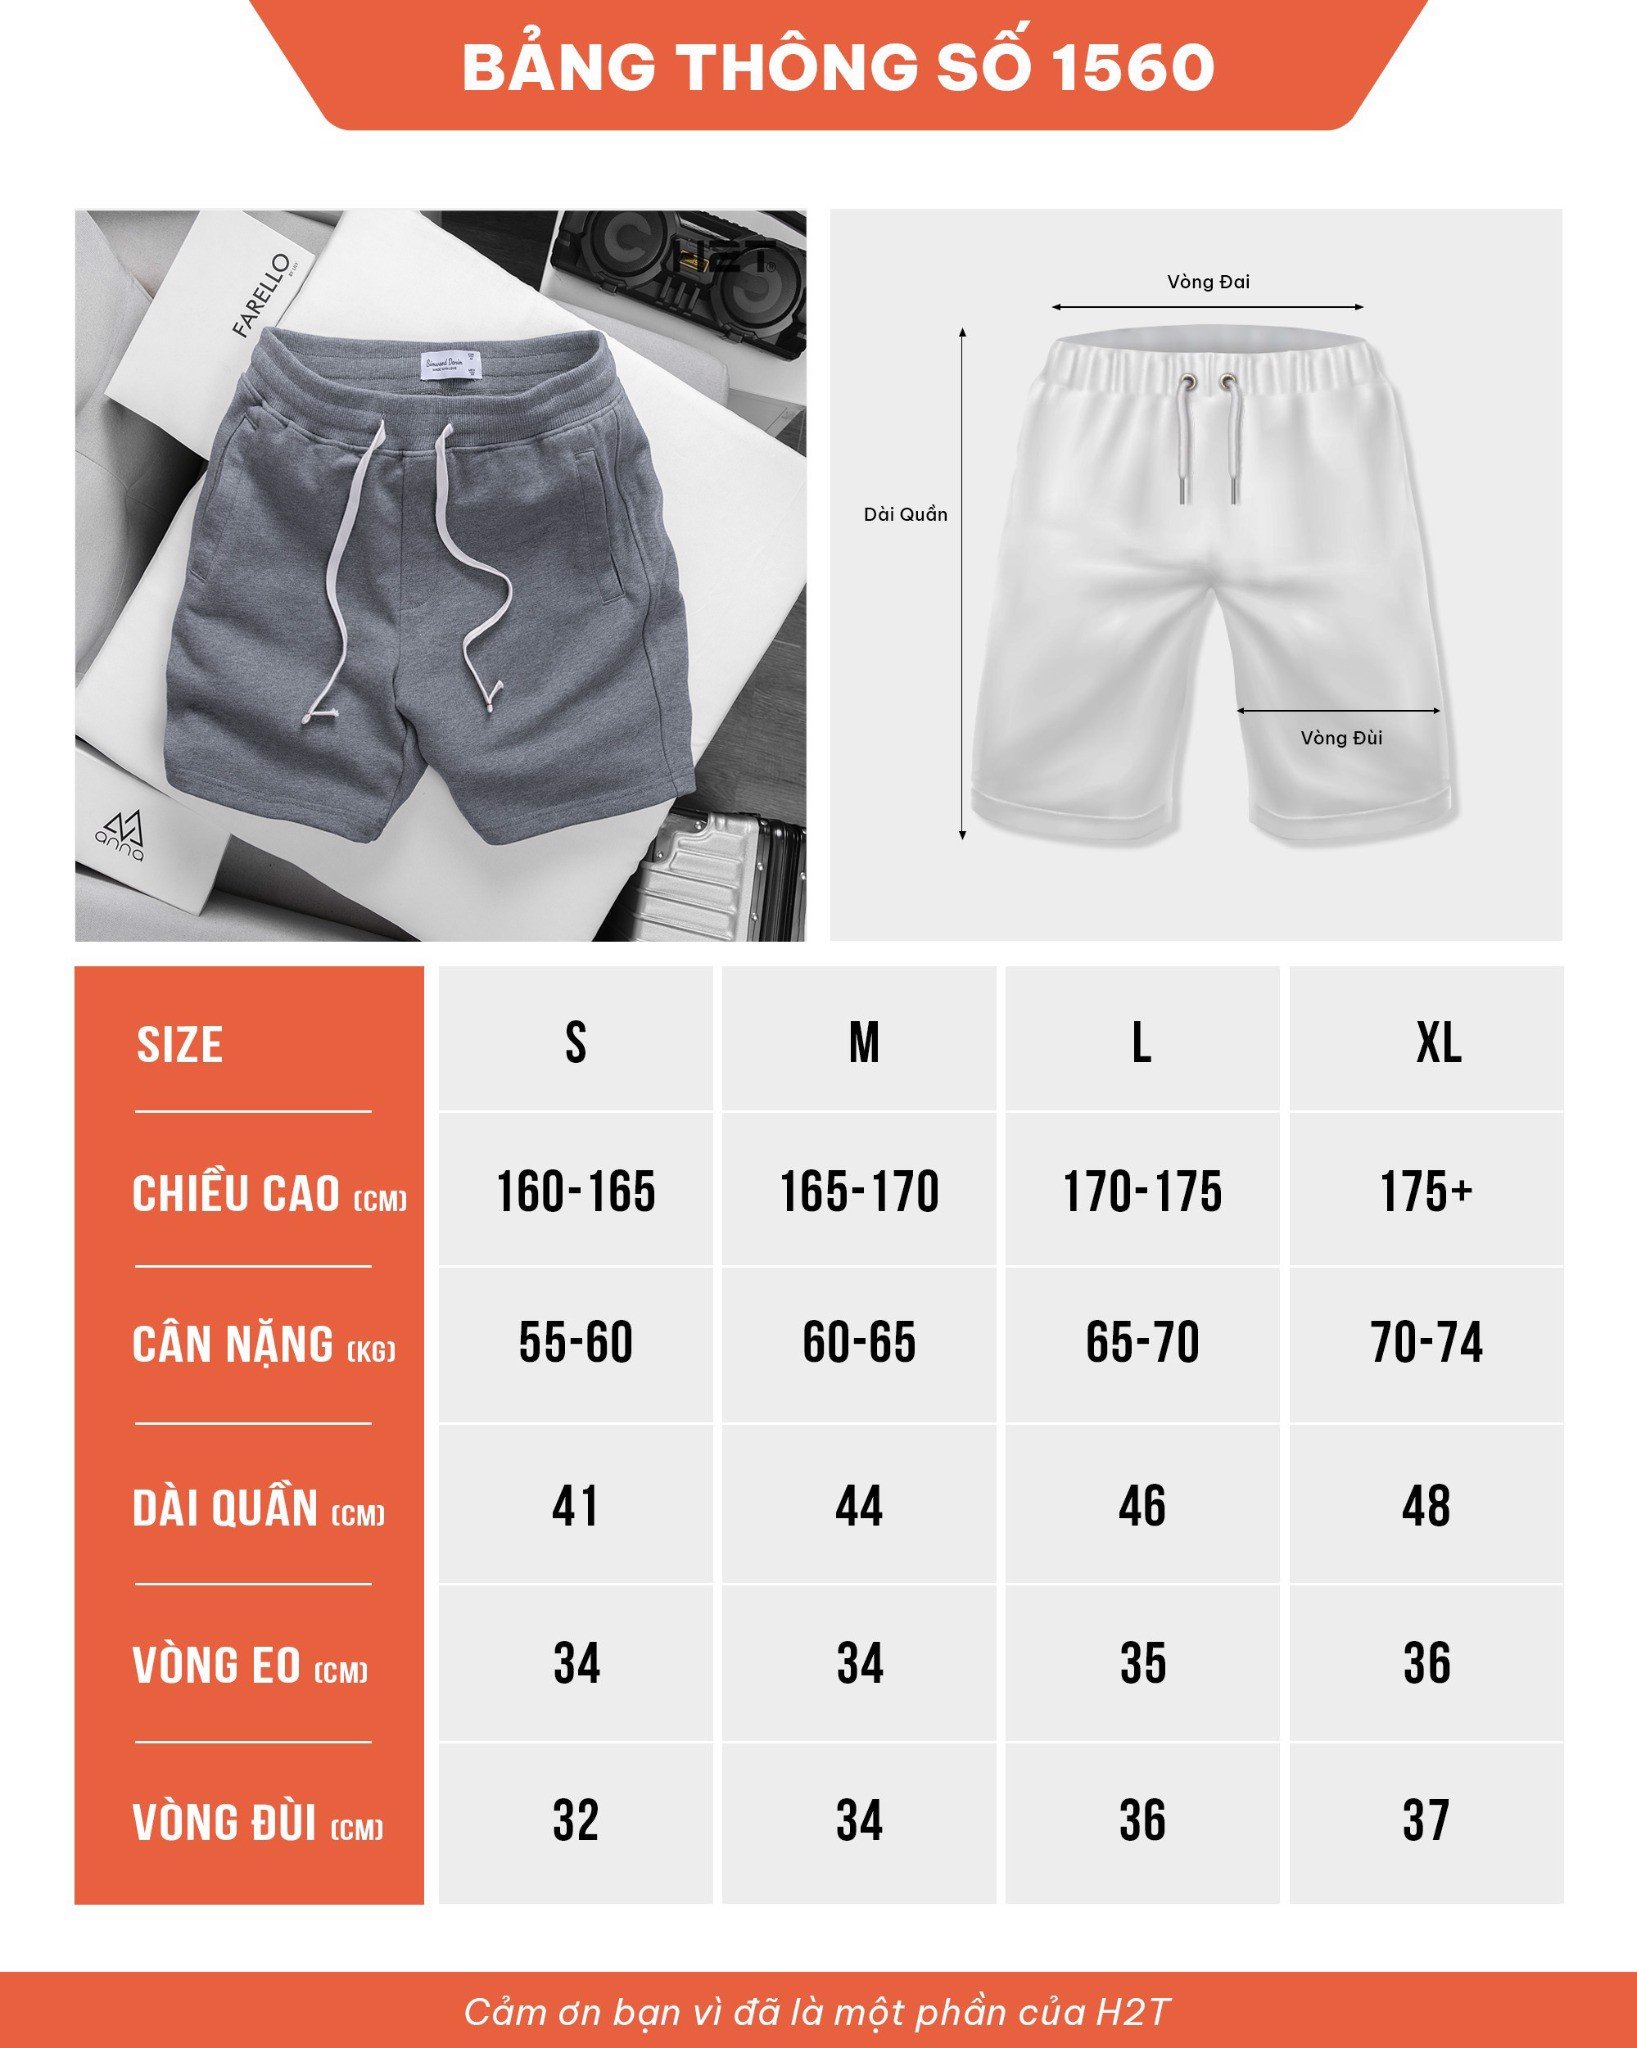 BẢNG THÔNG SỐ 1560
FARELLO
H2T
anna
Vòng Đai
Dài Quần
Vòng Đùi
SIZE S M L XL
CHIỀU CAO (CM) 160-165 165-170 170-175 175+
CÂN NẶNG (KG) 55-60 60-65 65-70 70-74
DÀI QUẦN (CM) 41 44 46 48
VÒNG EO (CM) 34 34 35 36
VÒNG ĐÙI (CM) 32 34 36 37
Cảm ơn bạn vì đã là một phần của H2T